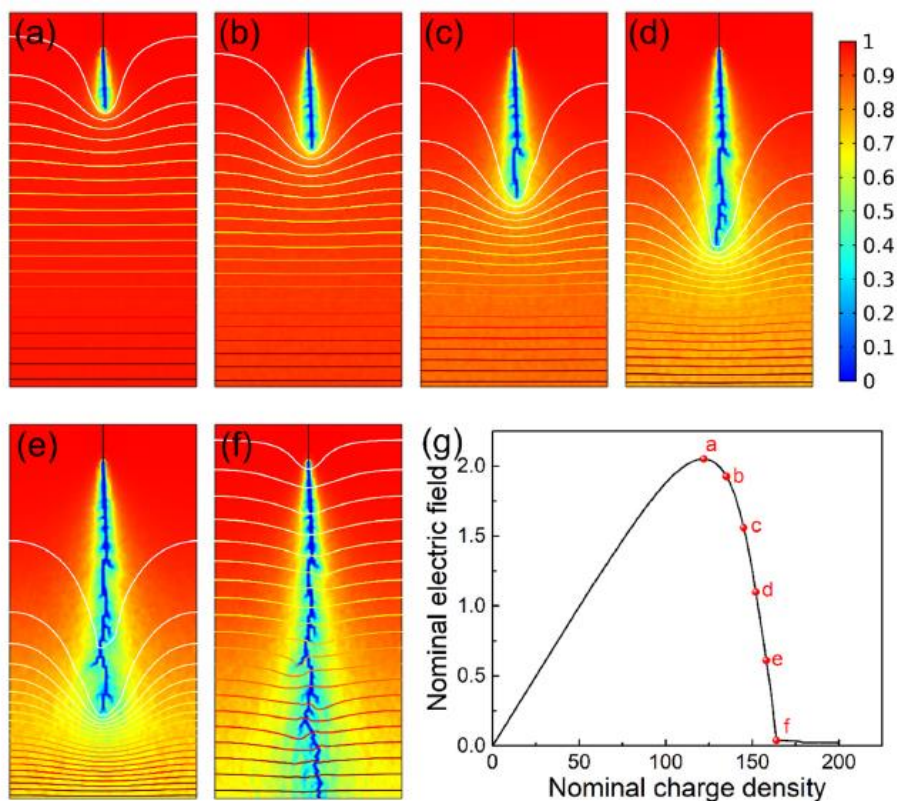 (a)
(b)
(c)
(d)
1
0.9
0.8
0.7
0.6
0.5
0.4
0.3
0.2
0.1
0
(e)
(f)
(g)
Nominal electric field
2.0
1.5
1.0
0.5
0.0
a
b
c
d
e
f
0 50 100 150 200
Nominal charge density